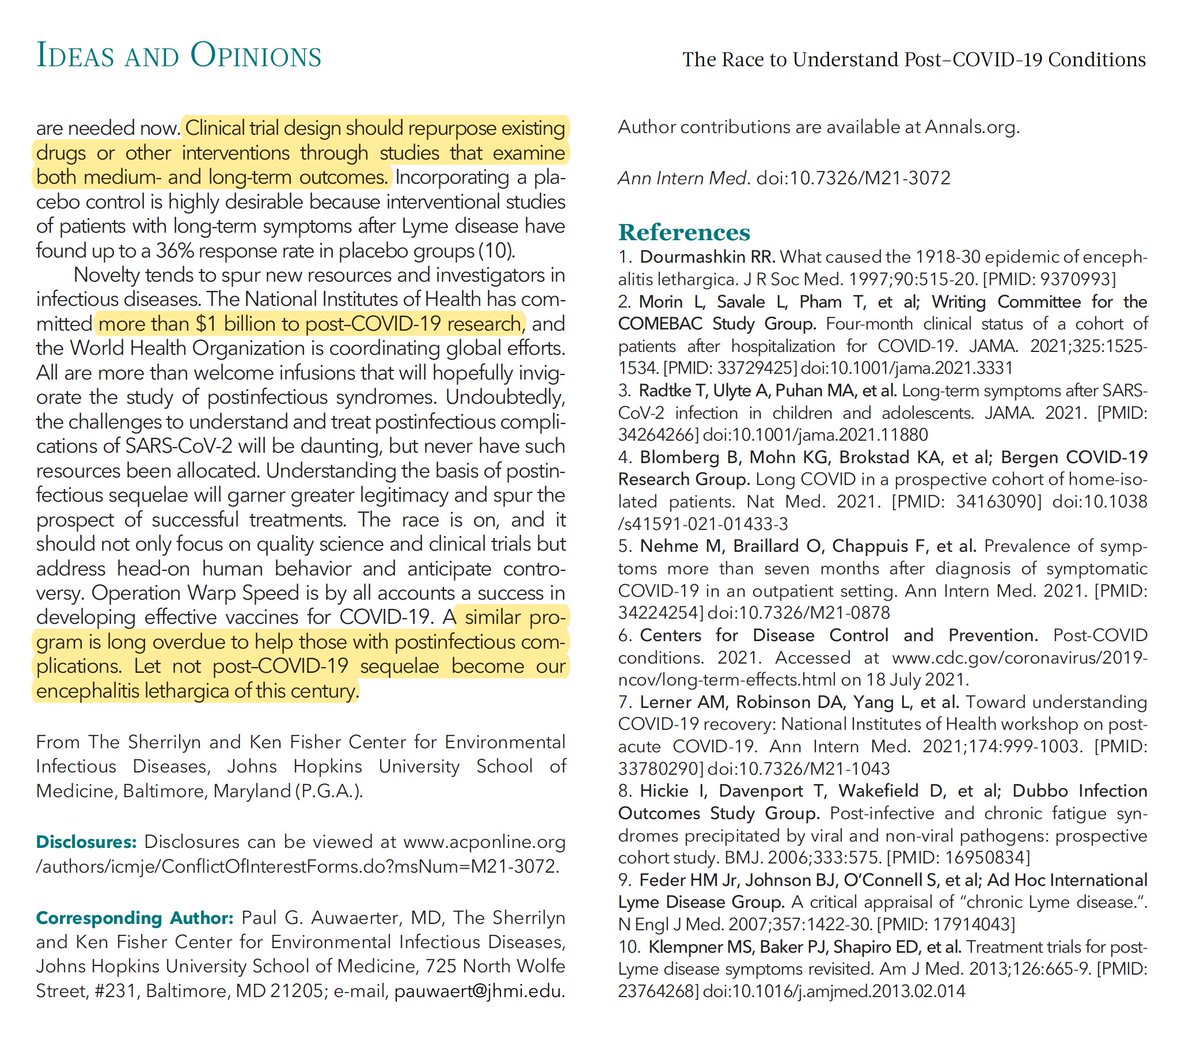 IDEAS AND OPINIONS
The Race to Understand Post–COVID-19 Conditions
are needed now. Clinical trial design should repurpose existing
drugs or other interventions through studies that examine
both medium- and long-term outcomes. Incorporating a pla-
cebo control is highly desirable because interventional studies
of patients with long-term symptoms after Lyme disease have
found up to a 36% response rate in placebo groups (10).
Novelty tends to spur new resources and investigators in
infectious diseases. The National Institutes of Health has com-
mitted more than $1 billion to post–COVID-19 research, and
the World Health Organization is coordinating global efforts.
All are more than welcome infusions that will hopefully invig-
orate the study of postinfectious syndromes. Undoubtedly,
the challenges to understand and treat postinfectious compli-
cations of SARS-CoV-2 will be daunting, but never have such
resources been allocated. Understanding the basis of postin-
fectious sequelae will garner greater legitimacy and spur the
prospect of successful treatments. The race is on, and it
should not only focus on quality science and clinical trials but
address head-on human behavior and anticipate contro-
versy. Operation Warp Speed is by all accounts a success in
developing effective vaccines for COVID-19. A similar pro-
gram is long overdue to help those with postinfectious com-
plications. Let not post–COVID-19 sequelae become our
encephalitis lethargica of this century.
From The Sherrilyn and Ken Fisher Center for Environmental
Infectious Diseases, Johns Hopkins University School of
Medicine, Baltimore, Maryland (P.G.A.).
Disclosures: Disclosures can be viewed at www.acponline.org
/authors/icmje/ConflictOfInterestForms.do?msNum=M21-3072.
Corresponding Author: Paul G. Auwaerter, MD, The Sherrilyn
and Ken Fisher Center for Environmental Infectious Diseases,
Johns Hopkins University School of Medicine, 725 North Wolfe
Street, #231, Baltimore, MD 21205; e-mail, pauwaert@jhmi.edu.
Author contributions are available at Annals.org.
Ann Intern Med. doi:10.7326/M21-3072
References
1. Dourmashkin RR. What caused the 1918-30 epidemic of enceph-
alitis lethargica. J R Soc Med. 1997;90:515-20. [PMID: 9370993]
2. Morin L, Savale L, Pham T, et al; Writing Committee for the
COMEBAC Study Group. Four-month clinical status of a cohort of
patients after hospitalization for COVID-19. JAMA. 2021;325:1525-
1534. [PMID: 33729425] doi:10.1001/jama.2021.3331
3. Radtke T, Ulyte A, Puhan MA, et al. Long-term symptoms after SARS-
CoV-2 infection in children and adolescents. JAMA. 2021. [PMID:
34264266] doi:10.1001/jama.2021.11880
4. Blomberg B, Mohn KG, Brokstad KA, et al; Bergen COVID-19
Research Group. Long COVID in a prospective cohort of home-iso-
lated patients. Nat Med. 2021. [PMID: 34163090] doi:10.1038
/s41591-021-01433-3
5. Nehme M, Braillard O, Chappuis F, et al. Prevalence of symp-
toms more than seven months after diagnosis of symptomatic
COVID-19 in an outpatient setting. Ann Intern Med. 2021. [PMID:
34224254] doi:10.7326/M21-0878
6. Centers for Disease Control and Prevention. Post-COVID
conditions. 2021. Accessed at www.cdc.gov/coronavirus/2019-
ncov/long-term-effects.html on 18 July 2021.
7. Lerner AM, Robinson DA, Yang L, et al. Toward understanding
COVID-19 recovery: National Institutes of Health workshop on post-
acute COVID-19. Ann Intern Med. 2021;174:999-1003. [PMID:
33780290] doi:10.7326/M21-1043
8. Hickie I, Davenport T, Wakefield D, et al; Dubbo Infection
Outcomes Study Group. Post-infective and chronic fatigue syn-
dromes precipitated by viral and non-viral pathogens: prospective
cohort study. BMJ. 2006;333:575. [PMID: 16950834]
9. Feder HM Jr, Johnson BJ, O’Connell S, et al; Ad Hoc International
Lyme Disease Group. A critical appraisal of “chronic Lyme disease.”.
N Engl J Med. 2007;357:1422-30. [PMID: 17914043]
10. Klempner MS, Baker PJ, Shapiro ED, et al. Treatment trials for post-
Lyme disease symptoms revisited. Am J Med. 2013;126:665-9. [PMID:
23764268] doi:10.1016/j.amjmed.2013.02.014